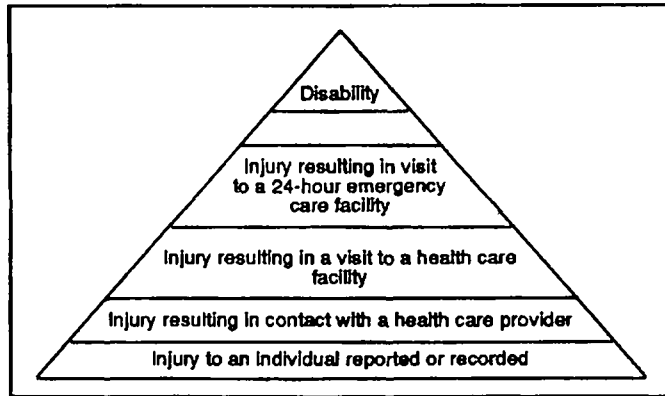 Disability
Injury resulting in visit
to a 24-hour emergency
care facility
Injury resulting in a visit to a health care
facility
Injury resulting in contact with a health care provider
Injury to an individual reported or recorded